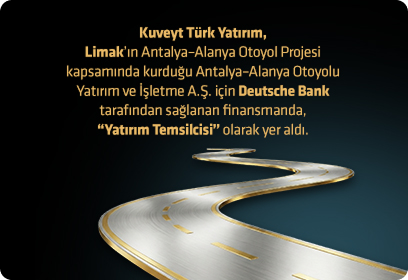 Kuveyt Türk Yatırım,
Limak'ın Antalya-Alanya Otoyol Projesi
kapsamında kurduğu Antalya-Alanya Otoyolu
Yatırım ve İşletme A.Ş. için Deutsche Bank
tarafından sağlanan finansmanda,
“Yatırım Temsilcisi” olarak yer aldı.